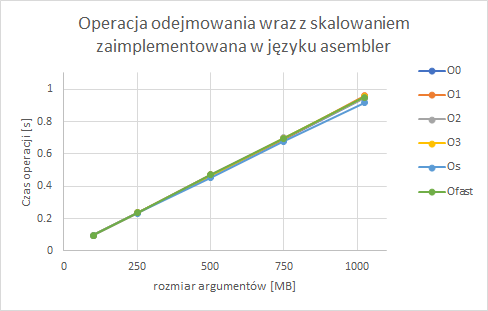 Operacja odejmowania wraz z skalowaniem
zaimplementowana w języku asembler
Czas operacji [s]
1
0.8
0.6
0.4
0.2
0
0 250 500 750 1000
rozmiar argumentów [MB]
O0
O1
O2
O3
Os
Ofast